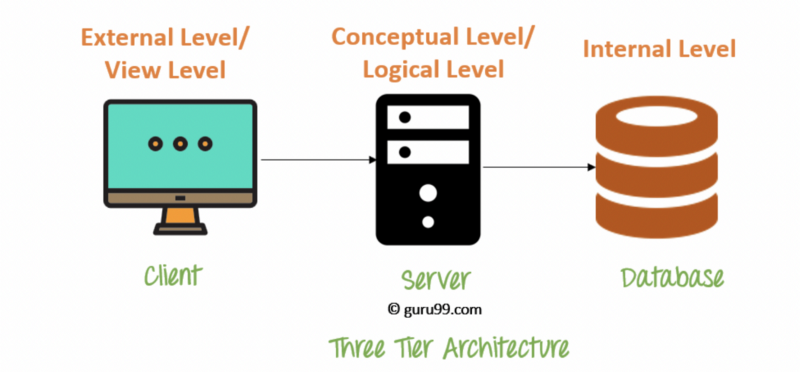 External Level/
View Level
Conceptual Level/
Logical Level
Internal Level
Client
Server
Database
© guru99.com
Three Tier Architecture